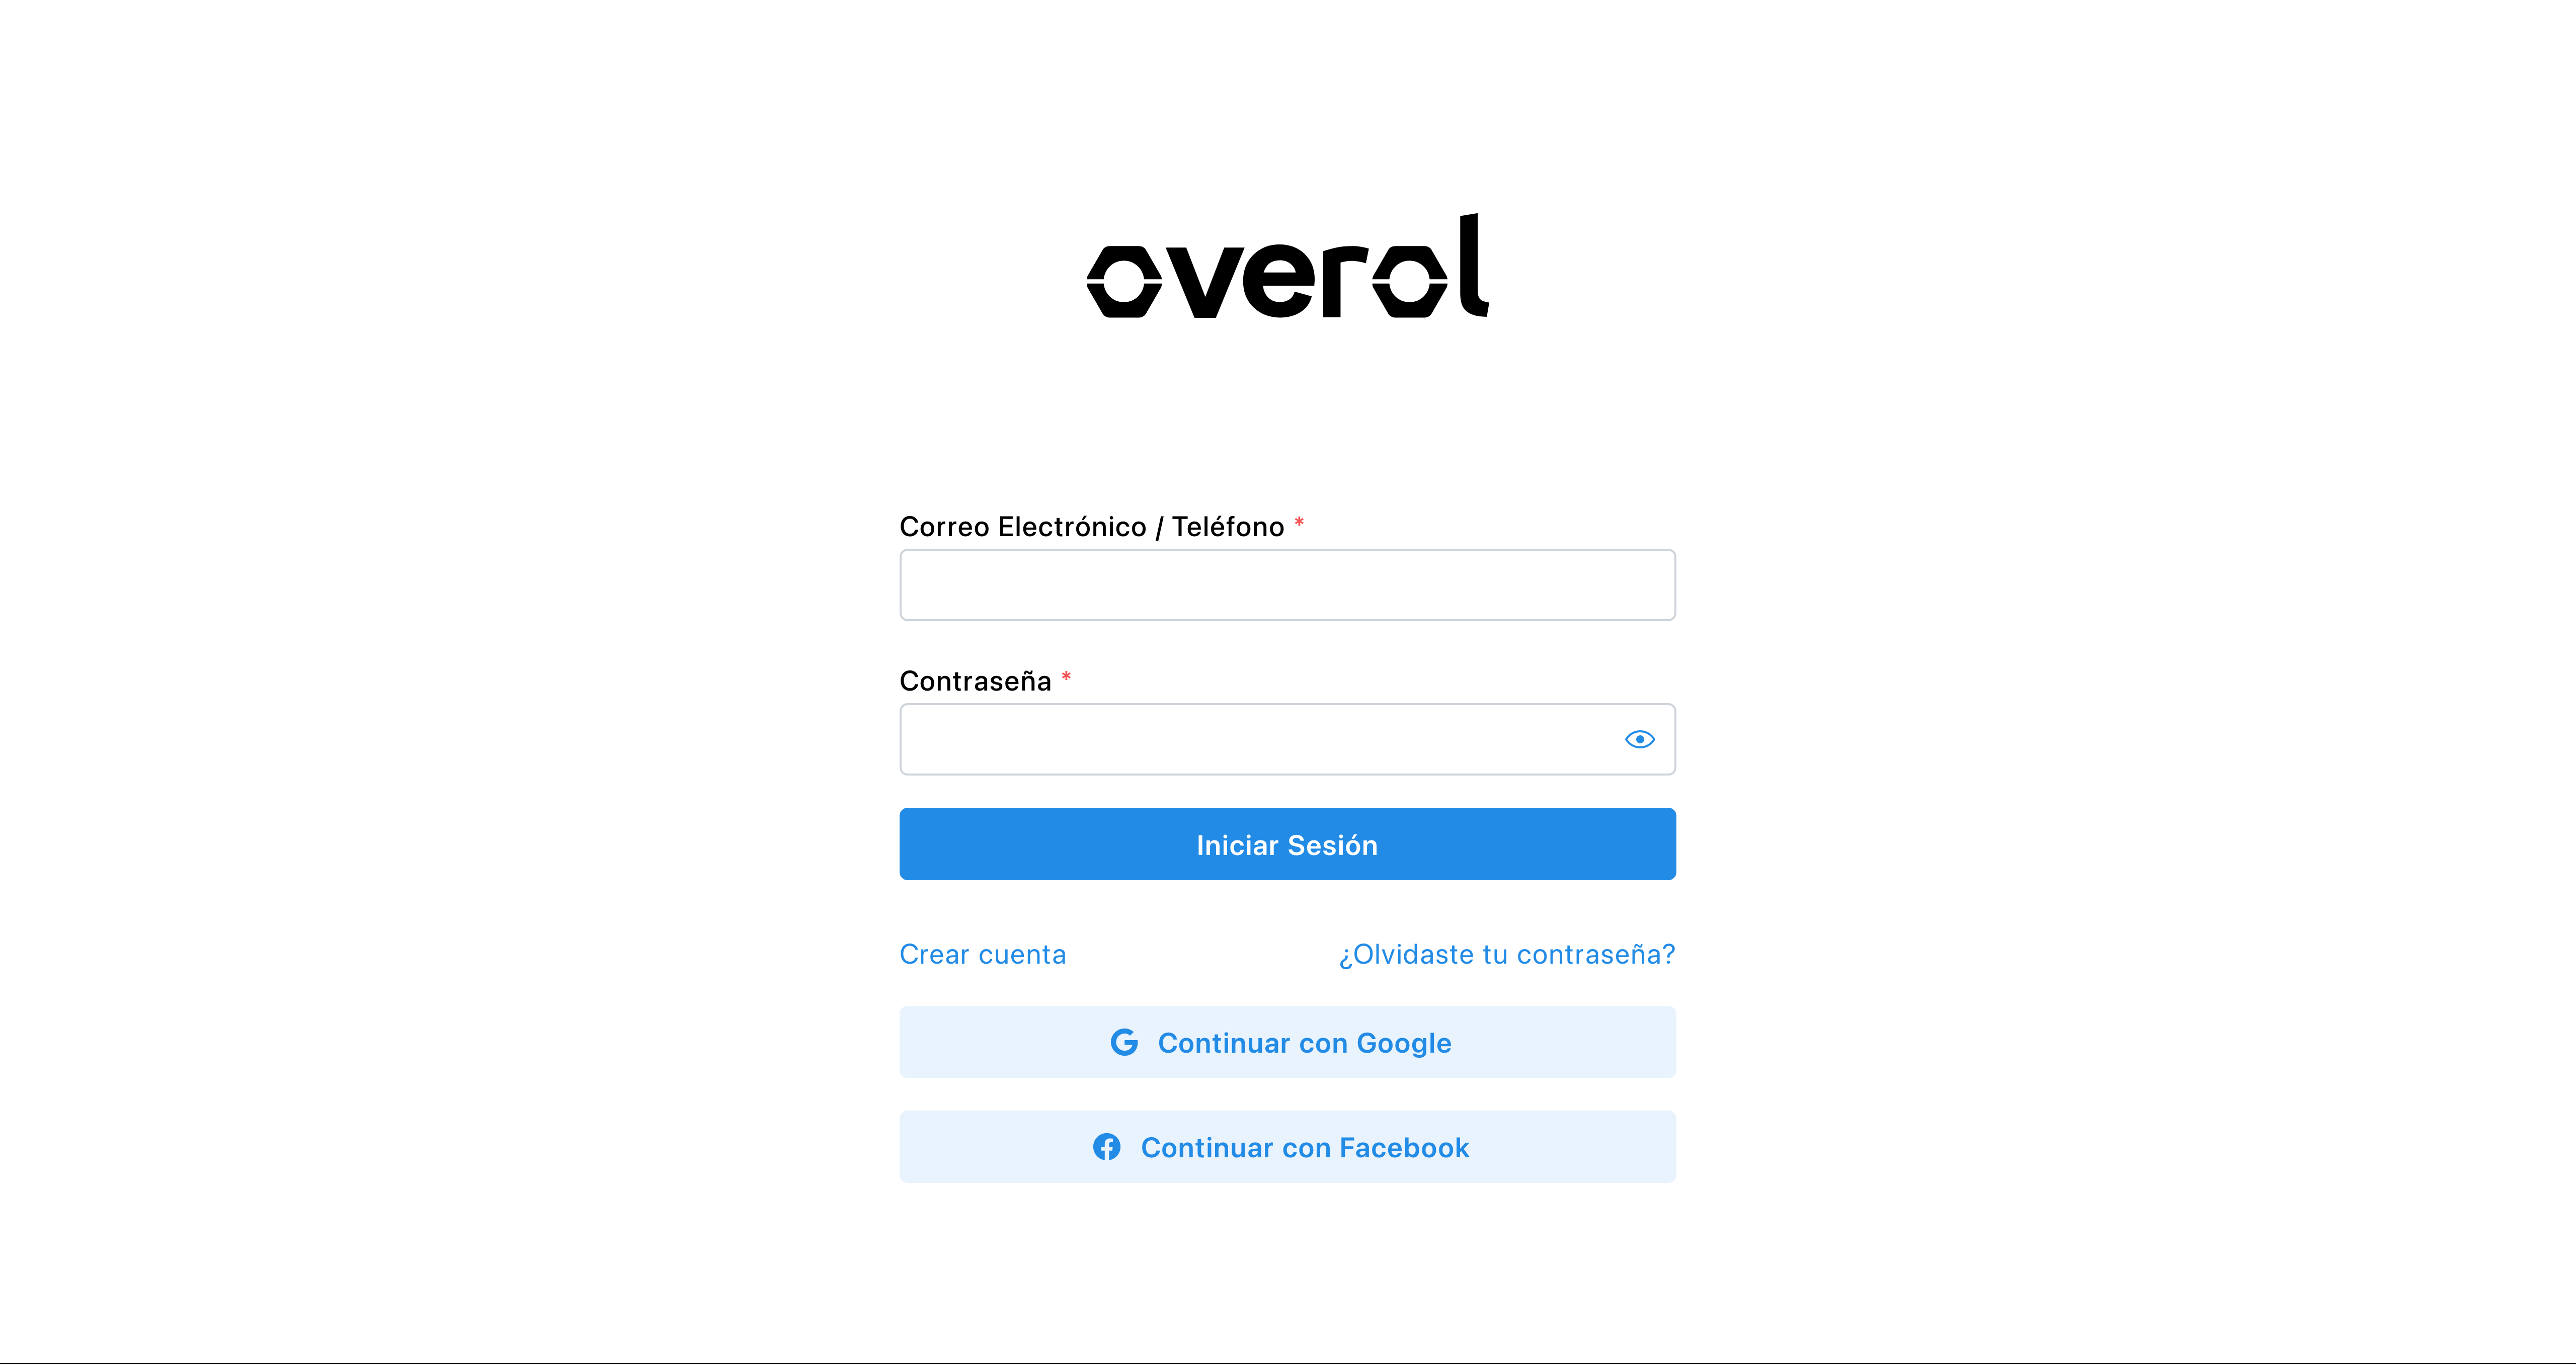 overol
Correo Electrónico / Teléfono *
Contraseña *
Iniciar Sesión
Crear cuenta
¿Olvidaste tu contraseña?
Continuar con Google
Continuar con Facebook